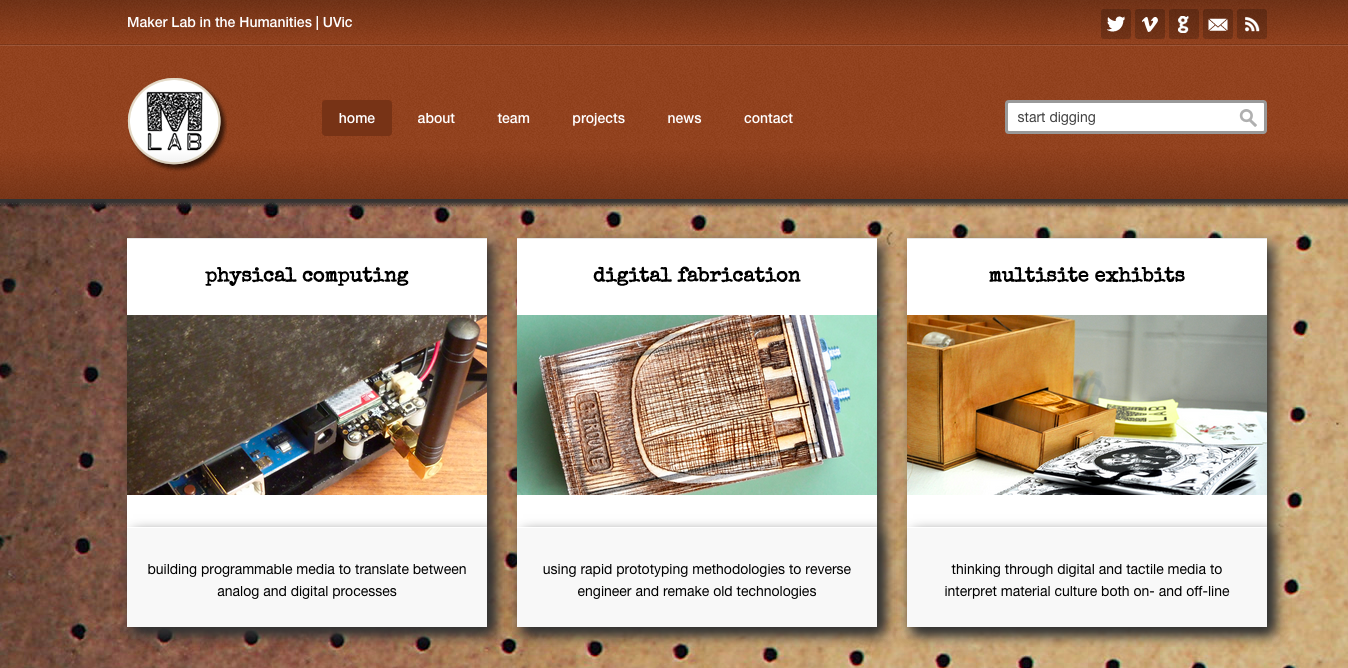 Maker Lab in the Humanities | UVic
M
LAB
home
about
team
projects
news
contact
start digging
physical computing
digital fabrication
multisite exhibits
building programmable media to translate between
analog and digital processes
using rapid prototyping methodologies to reverse
engineer and remake old technologies
thinking through digital and tactile media to
interpret material culture both on- and off-line